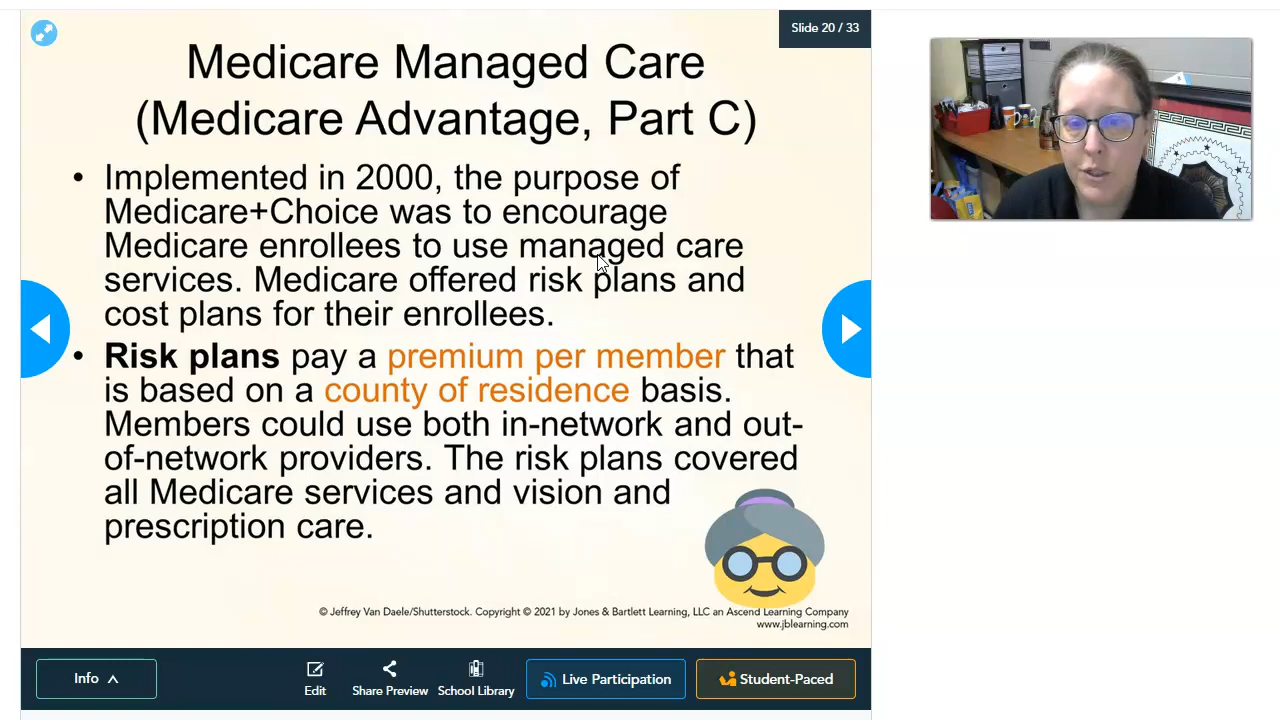 Slide 20 / 33
Medicare Managed Care
(Medicare Advantage, Part C)
• Implemented in 2000, the purpose of
Medicare+Choice was to encourage
Medicare enrollees to use managed care
services. Medicare offered risk plans and
cost plans for their enrollees.
• Risk plans pay a premium per member that
is based on a county of residence basis.
Members could use both in-network and out-
of-network providers. The risk plans covered
all Medicare services and vision and
prescription care.
© Jeffrey Van Daele/Shutterstock. Copyright © 2021 by Jones & Bartlett Learning, LLC an Ascend Learning Company
www.jblearning.com
Info
Edit
Share Preview
School Library
Live Participation
Student-Paced